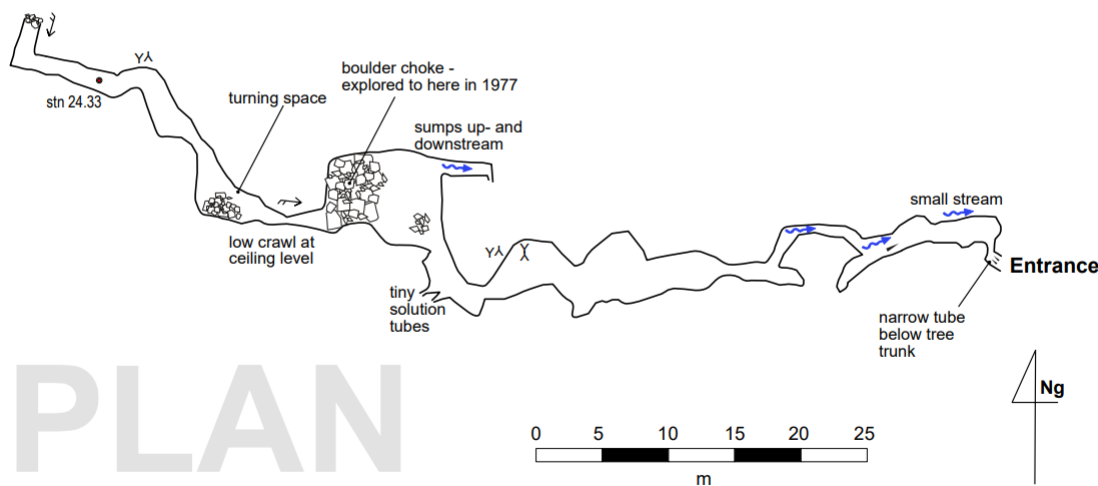 stn 24.33
turning space
boulder choke -
explored to here in 1977
sumps up- and
downstream
low crawl at
ceiling level
tiny
solution
tubes
small stream
Entrance
narrow tube
below tree
trunk
PLAN
Ng
0 5 10 15 20 25
m